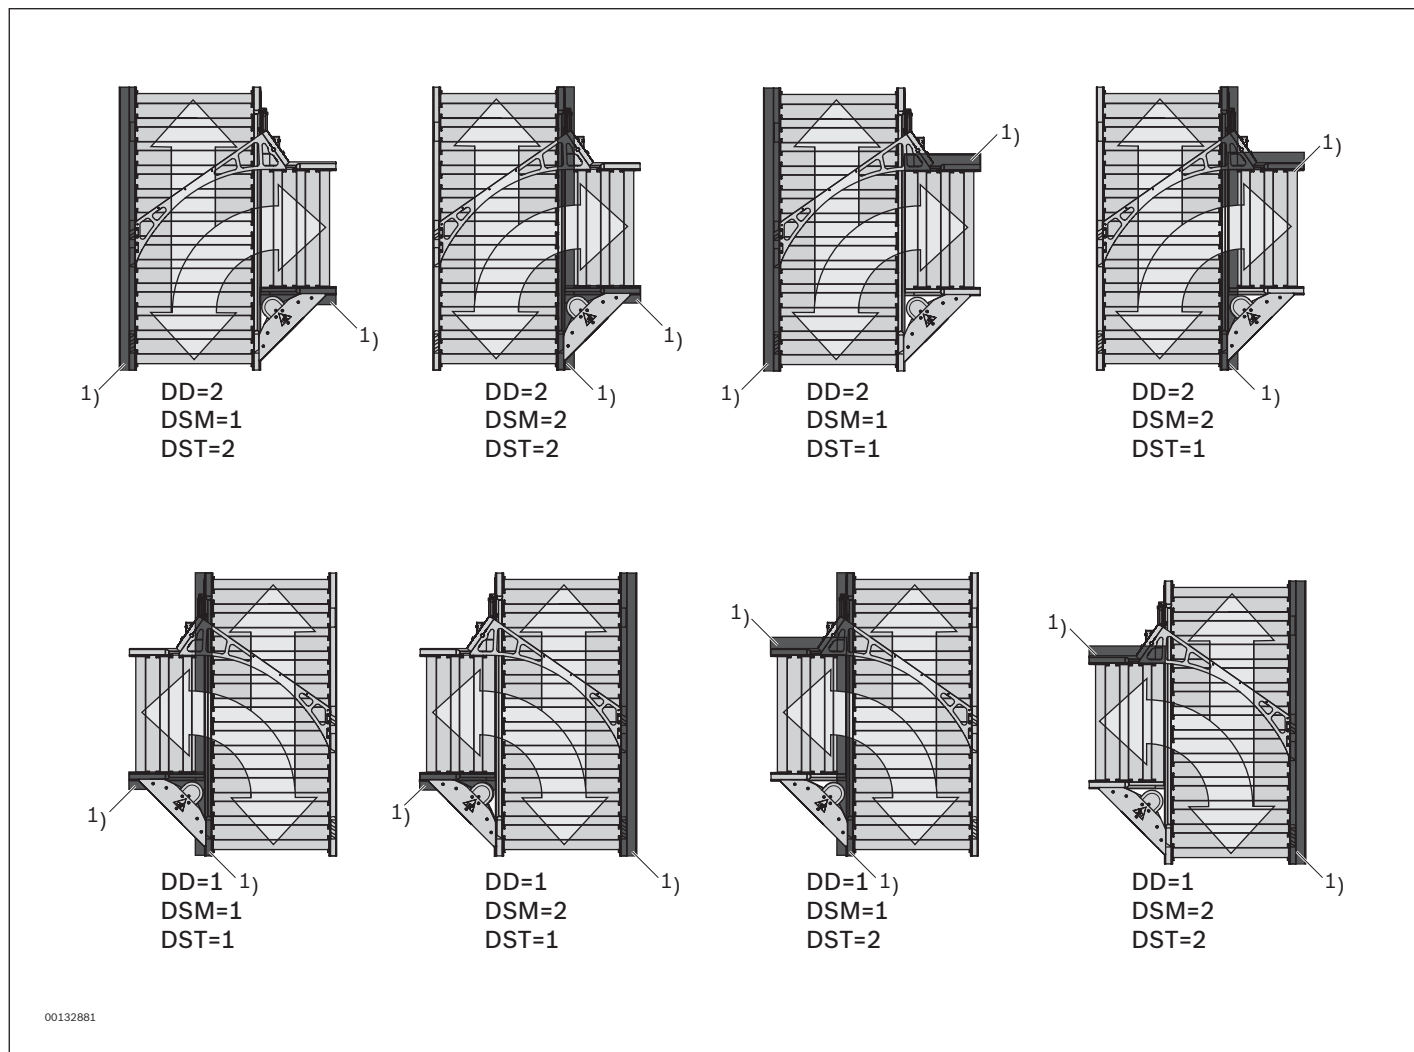 1)
1)
1)
1)
1)
1)
1)
1)
DD=2
DSM=1
DST=2
DD=2
DSM=2
DST=2
DD=2
DSM=1
DST=1
DD=2
DSM=2
DST=1
1)
1)
1)
1)
1)
1)
1)
1)
DD=1
DSM=1
DST=1
DD=1
DSM=2
DST=1
DD=1
DSM=1
DST=2
DD=1
DSM=2
DST=2
00132881